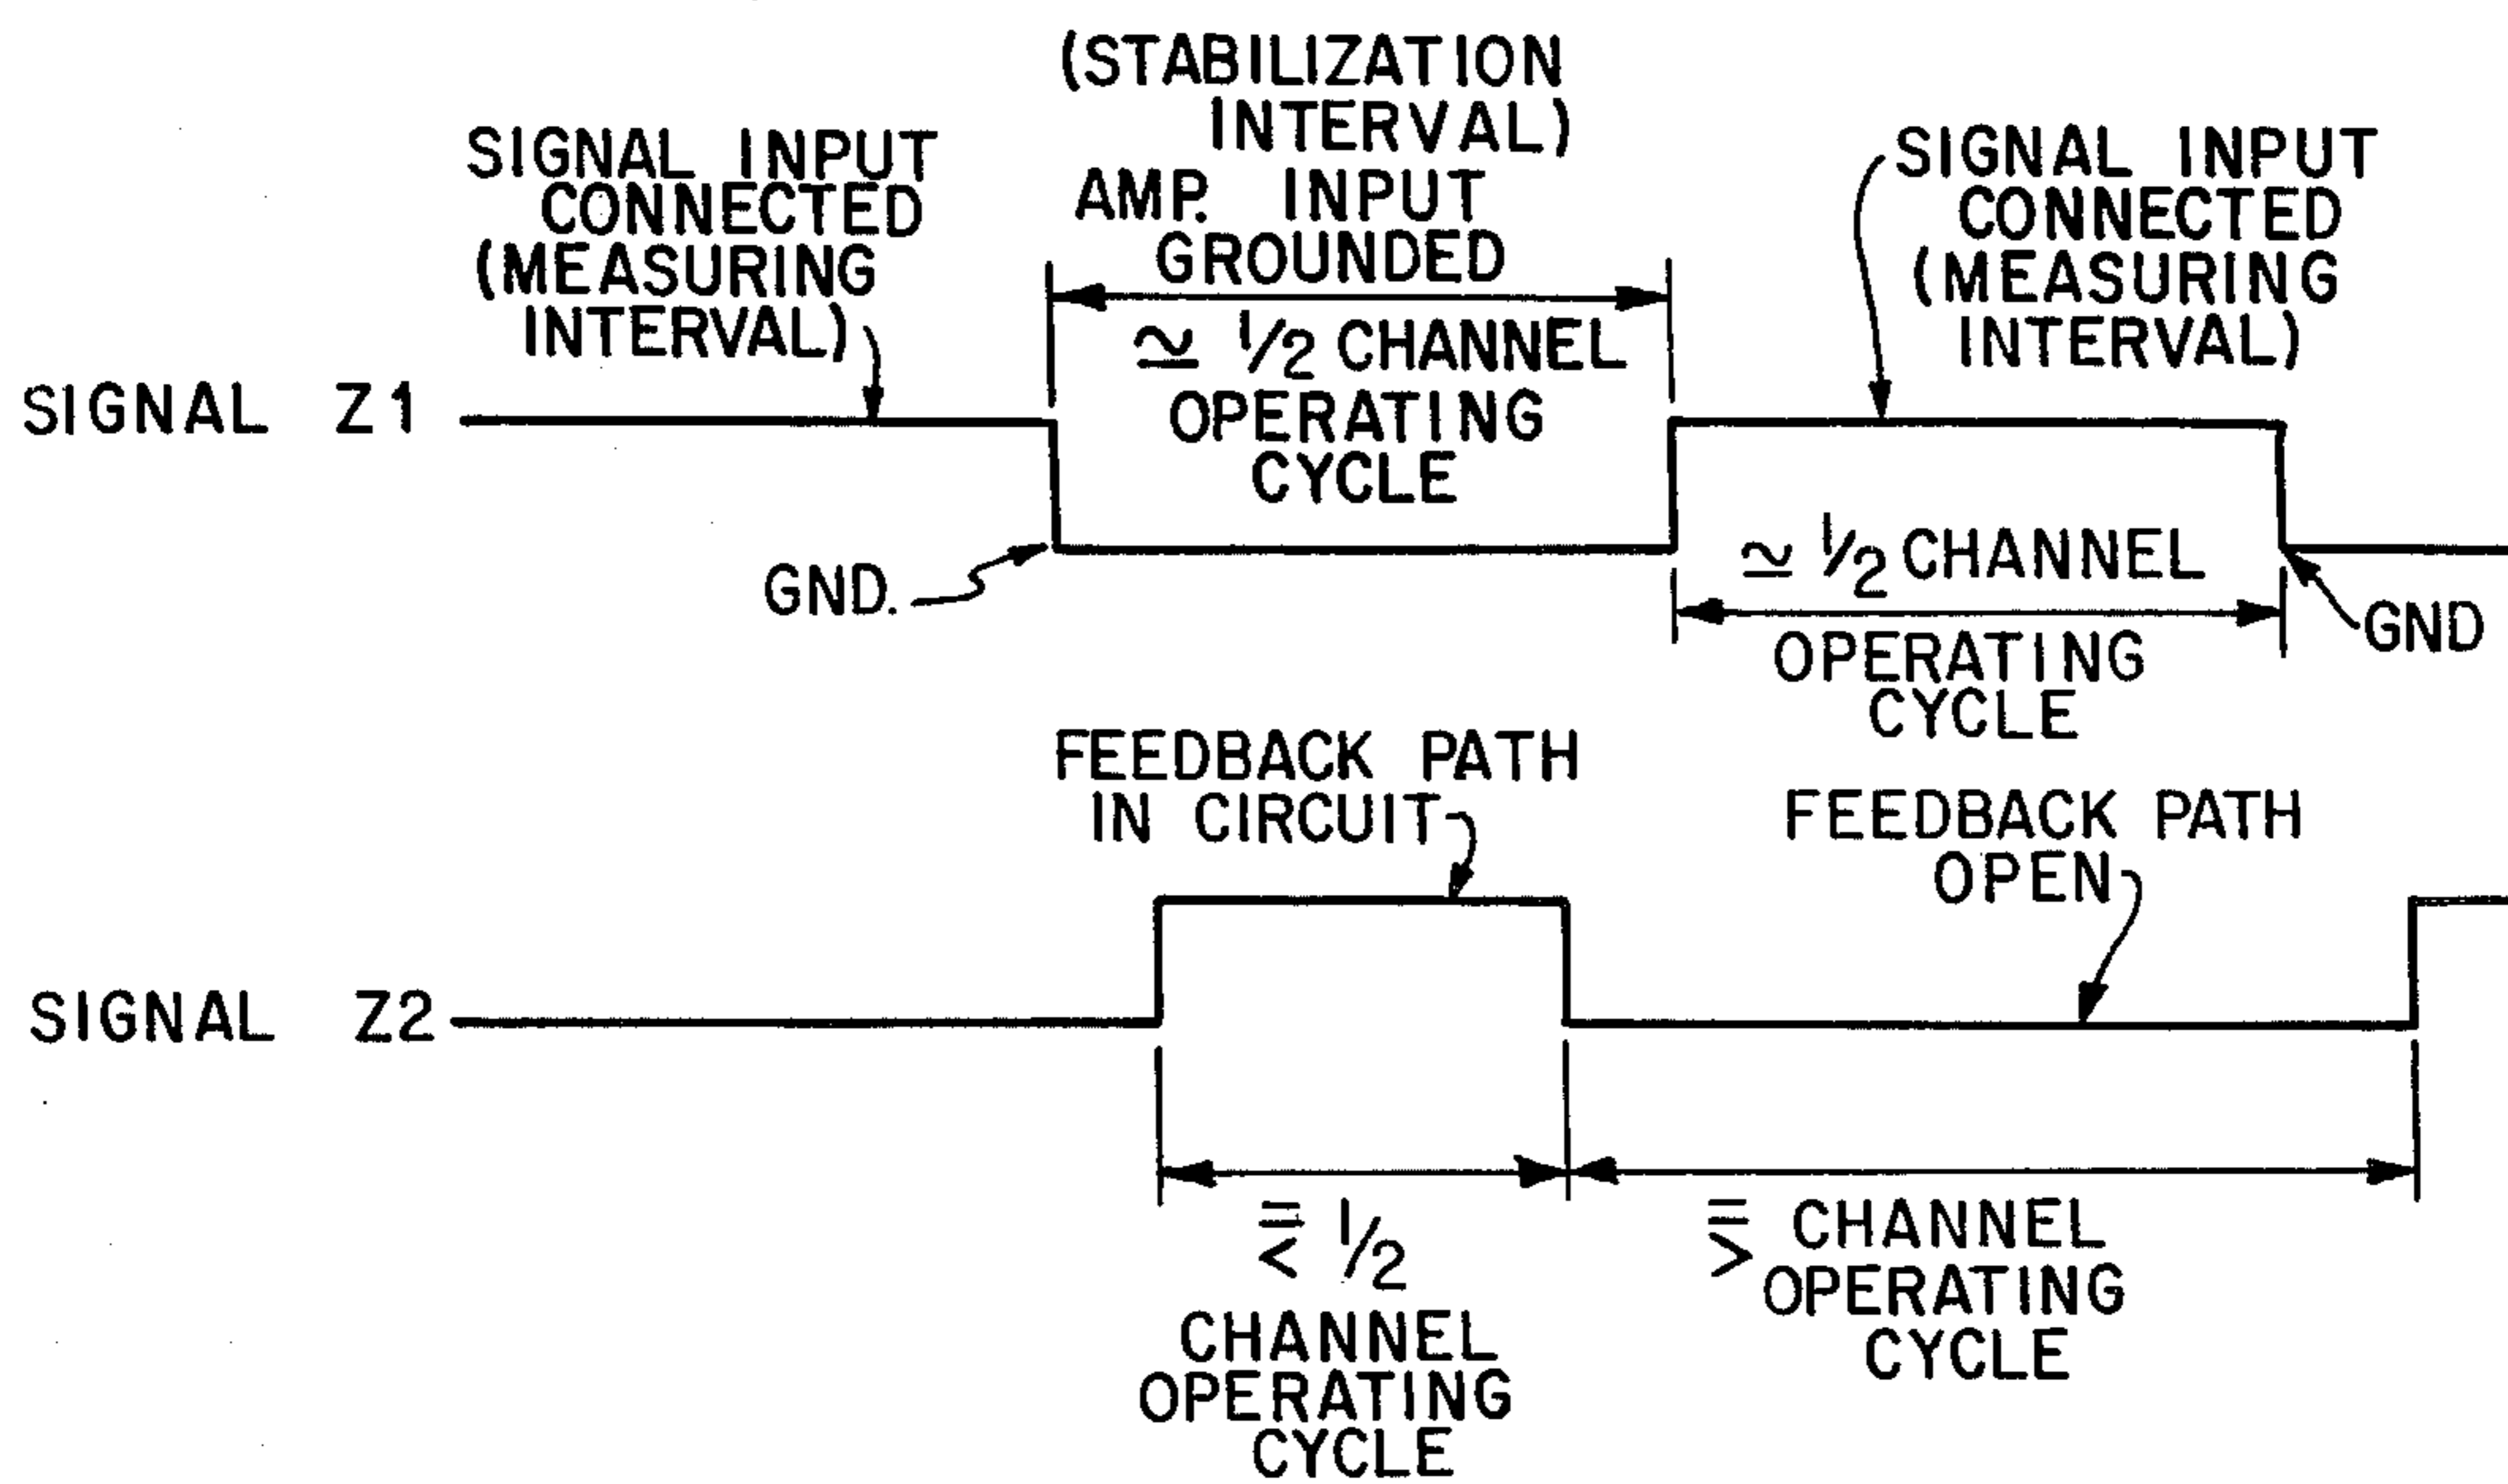 (STABILIZATION
INTERVAL)
AMP. INPUT
GROUNDED
SIGNAL INPUT
CONNECTED
(MEASURING
INTERVAL)
SIGNAL INPUT
CONNECTED
(MEASURING
INTERVAL)
≃ 1/2 CHANNEL
OPERATING
CYCLE
SIGNAL Z1
GND.
≃ 1/2 CHANNEL
OPERATING
CYCLE
GND
FEEDBACK PATH
IN CIRCUIT
FEEDBACK PATH
OPEN
SIGNAL Z2
⋜ 1/2
CHANNEL
OPERATING
CYCLE
⋝ CHANNEL
OPERATING
CYCLE